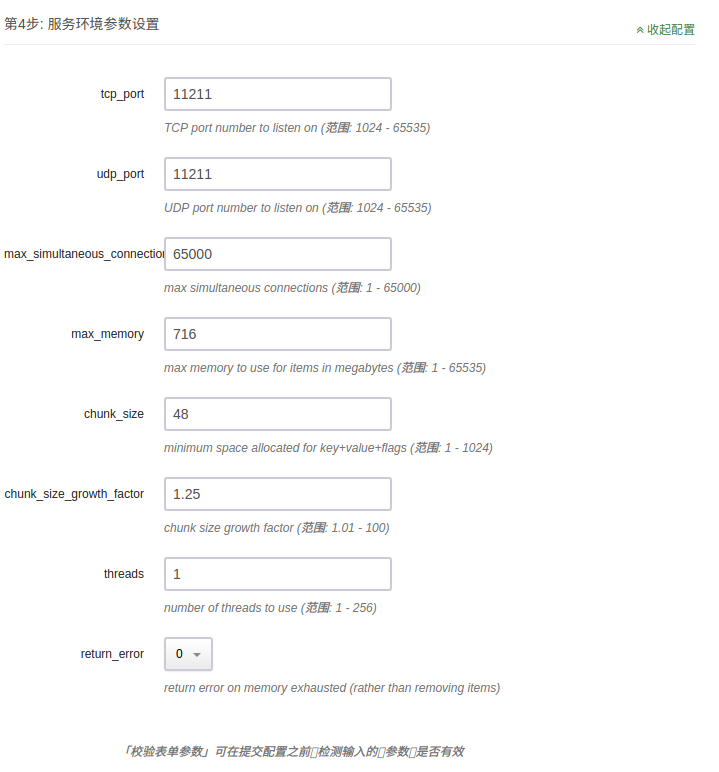 第4步: 服务环境参数设置
收起配置
tcp_port
11211
TCP port number to listen on (范围: 1024 - 65535)
udp_port
11211
UDP port number to listen on (范围: 1024 - 65535)
max_simultaneous_connection
65000
max simultaneous connections (范围: 1 - 65000)
max_memory
716
max memory to use for items in megabytes (范围: 1 - 65535)
chunk_size
48
minimum space allocated for key+value+flags (范围: 1 - 1024)
chunk_size_growth_factor
1.25
chunk size growth factor (范围: 1.01 - 100)
threads
1
number of threads to use (范围: 1 - 256)
return_error
0
return error on memory exhausted (rather than removing items)
「校验表单参数」可在提交配置之前▯检测输入的▯参数▯是否有效